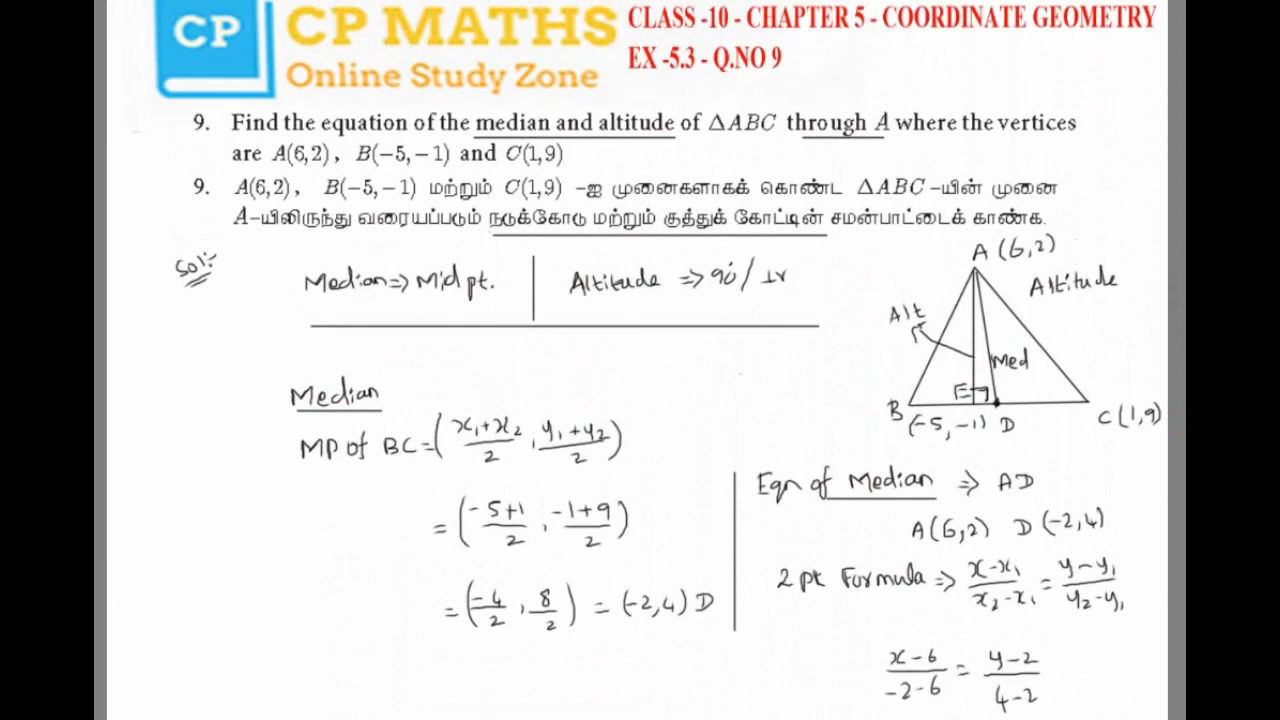 CP
CP MATHS
Online Study Zone
CLASS -10 - CHAPTER 5 - COORDINATE GEOMETRY
EX -5.3 - Q.NO 9
9. Find the equation of the median and altitude of ΔABC through A where the vertices
are A(6,2), B(−5,−1) and C(1,9)
9. A(6,2), B(−5,−1) மற்றும் C(1,9) -ஐ முனைகளாகக் கொண்ட ΔABC −யின் முனை
A−யிலிருந்து வரையப்படும் நடுக்கோடு மற்றும் குத்துக் கோட்டின் சமன்பாட்டைக் காண்க.
Sol:-
Median => Mid pt.
Altitude => 90° / ⊥r
A (6,2)
Altitude
Alt
Med
E
B
(-5,-1) D
C (1,9)
Median
MP of BC = (x₁+x₂/2, y₁+y₂/2)
= (-5+1/2, -1+9/2)
= (-4/2, 8/2) = (-2,4) D
Eqn of Median => AD
A(6,2) D(-2,4)
2 pt Formula => x-x₁/x₂-x₁ = y-y₁/y₂-y₁
x-6/-2-6 = y-2/4-2